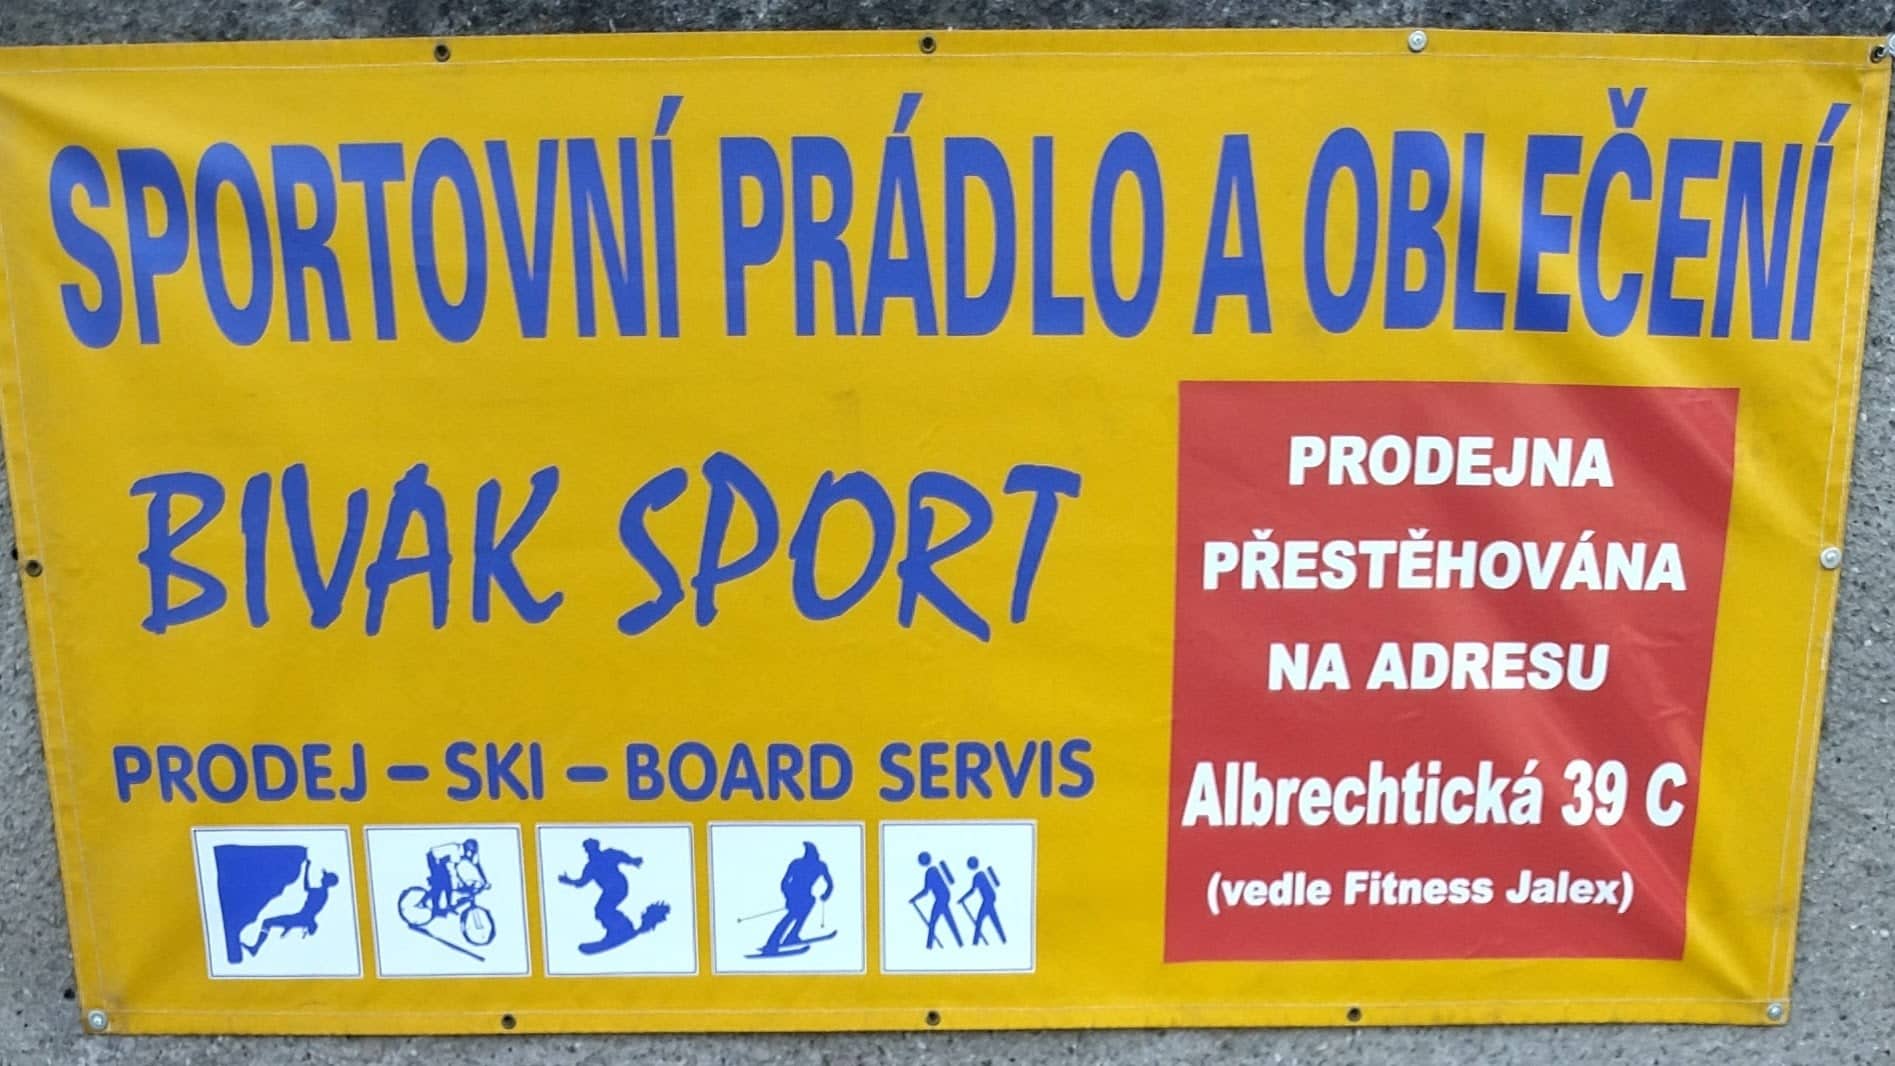 SPORTOVNÍ PRÁDLO A OBLEČENÍ
BIVAK SPORT
PRODEJ – SKI – BOARD SERVIS
PRODEJNA
PŘESTĚHOVÁNA
NA ADRESU
Albrechtická 39 C
(vedle Fitness Jalex)